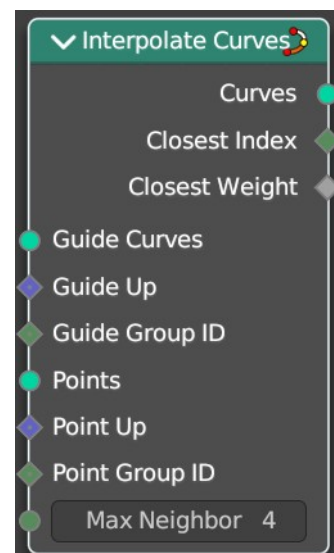 Interpolate Curves
Curves
Closest Index
Closest Weight
Guide Curves
Guide Up
Guide Group ID
Points
Point Up
Point Group ID
Max Neighbor 4